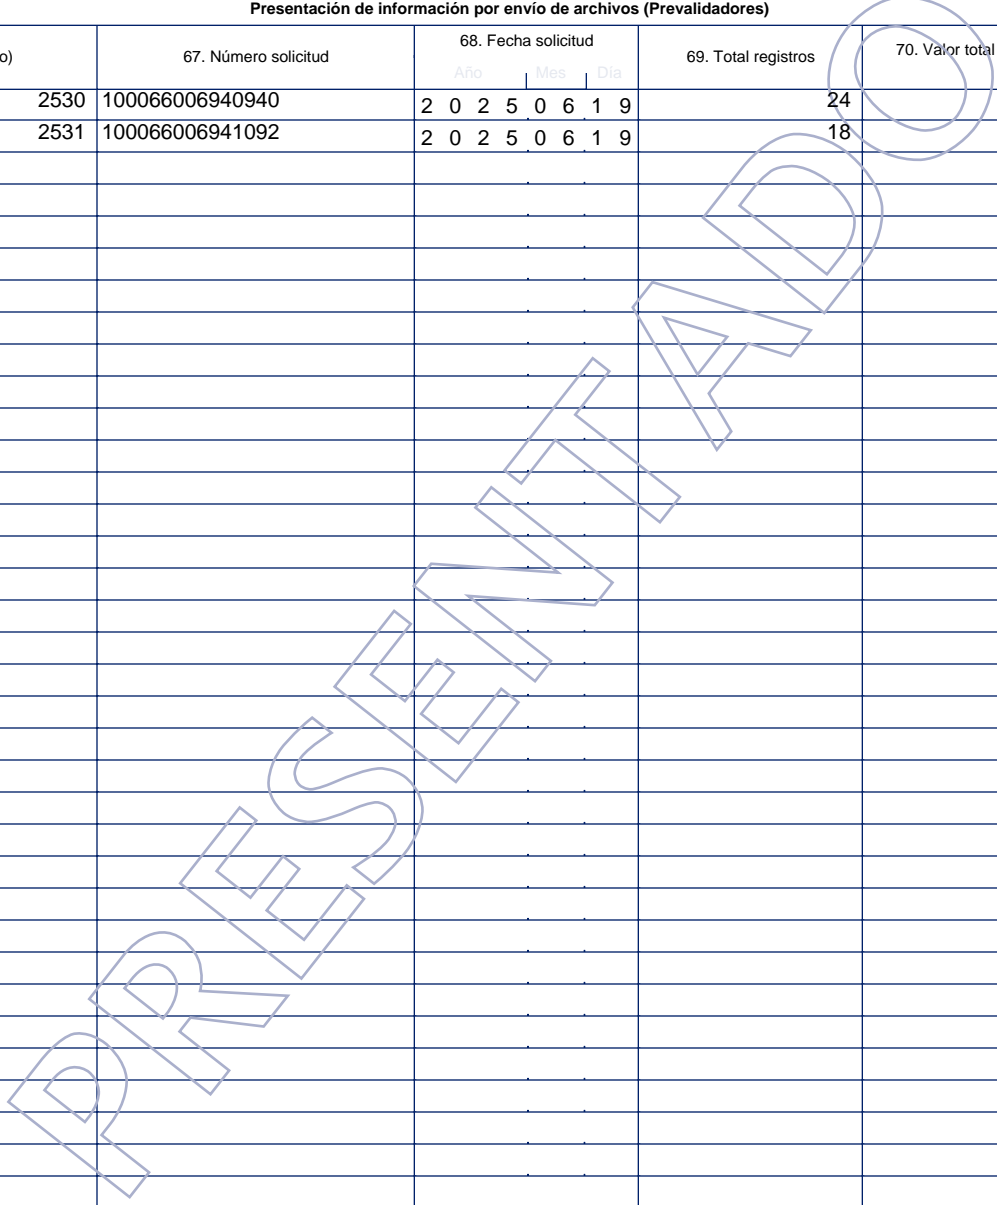 Presentación de información por envío de archivos (Prevalidadores)
o) 67. Número solicitud 68. Fecha solicitud 69. Total registros 70. Valor total
Año Mes Día
2530 100066006940940 2 0 2 5 0 6 1 9 24
2531 100066006941092 2 0 2 5 0 6 1 9 18
PRESENTADO